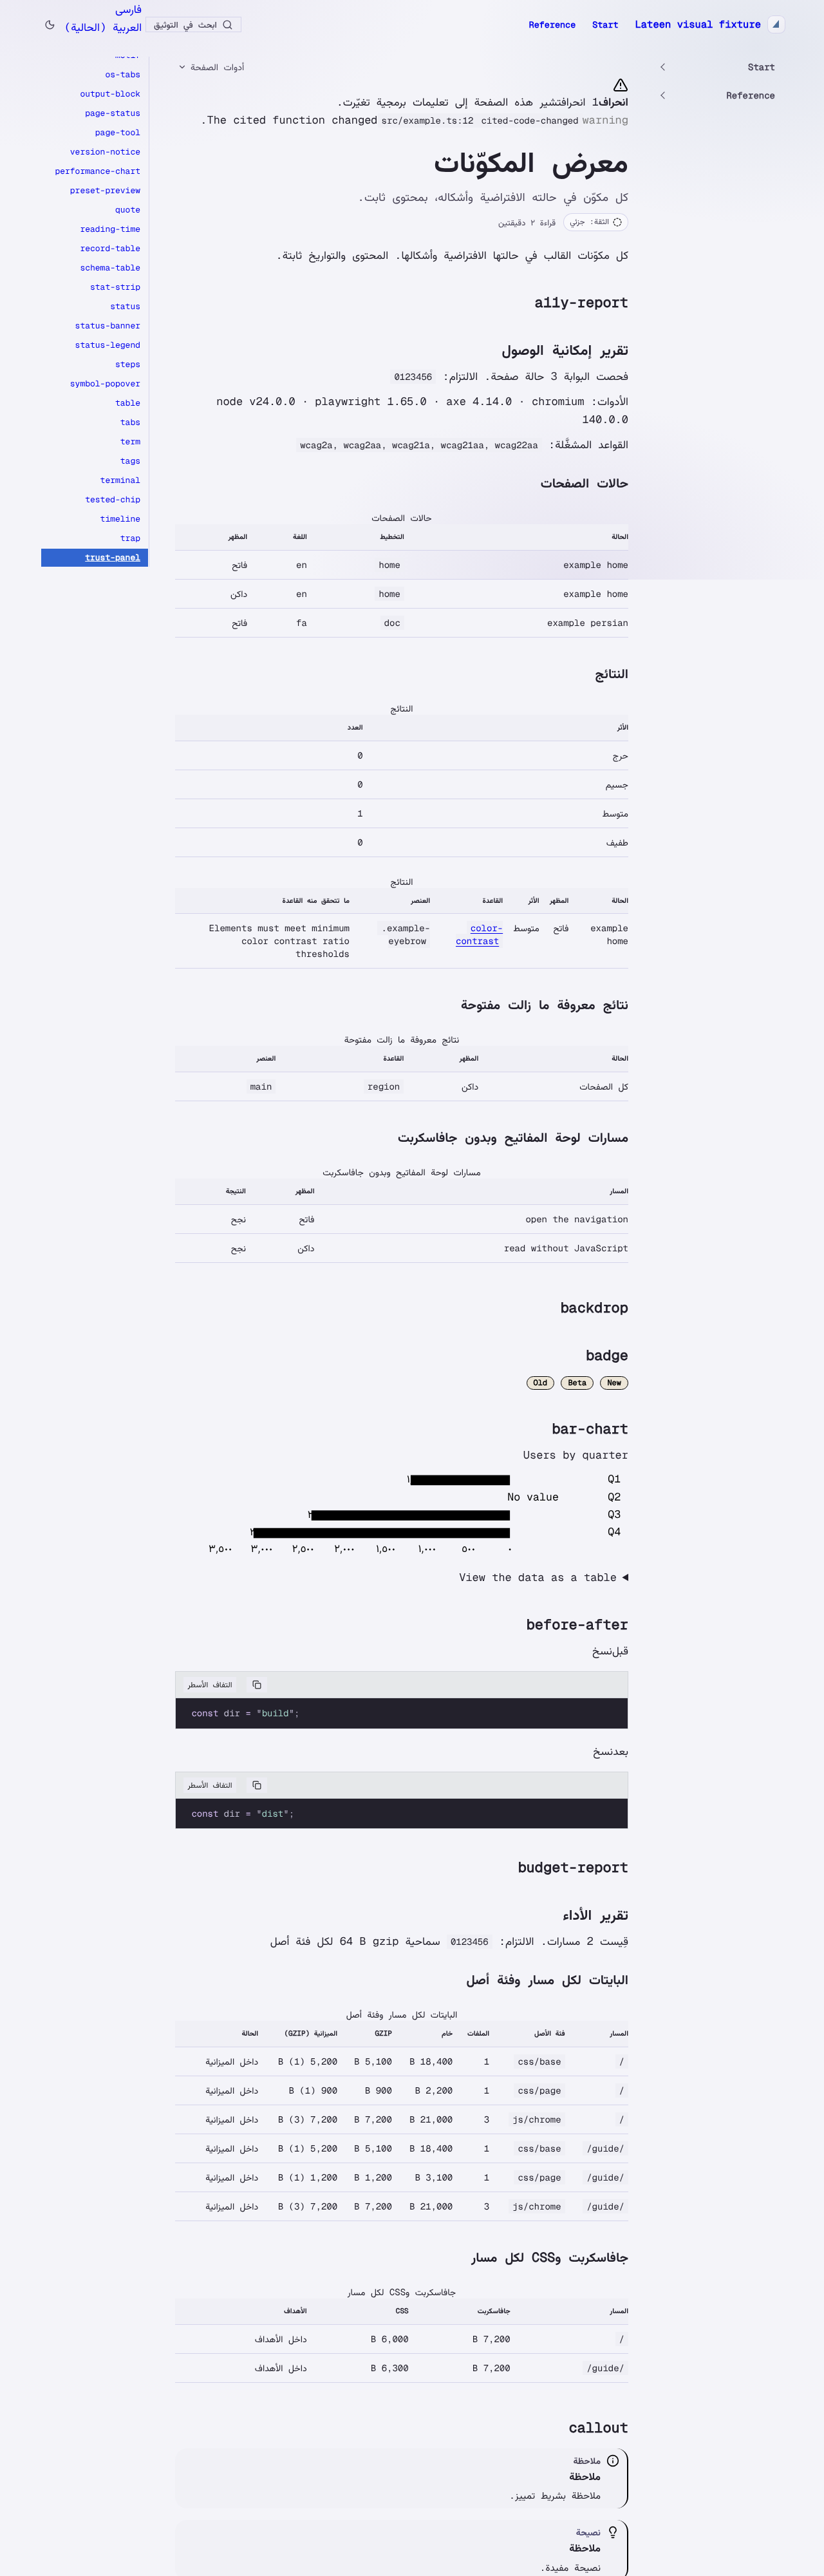 Lateen visual fixture
Start
Reference
ابحث في التوثيق
فارسی
العربية (الحالية)
Start
Reference
أدوات الصفحة
os-tabs
output-block
page-status
page-tool
version-notice
performance-chart
preset-preview
quote
reading-time
record-table
schema-table
stat-strip
status
status-banner
status-legend
steps
symbol-popover
table
tabs
term
tags
terminal
tested-chip
timeline
trap
trust-panel
انحراف1 انحرافتشير هذه الصفحة إلى تعليمات برمجية تغيّرت.
warning cited-code-changed src/example.ts:12 The cited function changed.
معرض المكوّنات
كل مكوّن في حالته الافتراضية وأشكاله، بمحتوى ثابت.
الثقة: جزئي
قراءة ٢ دقيقتين
كل مكوّنات القالب في حالتها الافتراضية وأشكالها. المحتوى والتواريخ ثابتة.
a11y-report
تقرير إمكانية الوصول
فحصت البوابة 3 حالة صفحة. الالتزام: 0123456
الأدوات: node v24.0.0 · playwright 1.65.0 · axe 4.14.0 · chromium
140.0.0
القواعد المشغَّلة: wcag2a, wcag2aa, wcag21a, wcag21aa, wcag22aa
حالات الصفحات
حالات الصفحات
الحالة التخطيط اللغة المظهر
example home home en فاتح
example home home en داكن
example persian doc fa فاتح
النتائج
النتائج
الأثر العدد
حرج 0
جسيم 0
متوسط 1
طفيف 0
النتائج
الحالة المظهر الأثر القاعدة العنصر ما تتحقق منه القاعدة
example home فاتح متوسط color-contrast .example-eyebrow Elements must meet minimum color contrast ratio thresholds
نتائج معروفة ما زالت مفتوحة
نتائج معروفة ما زالت مفتوحة
الحالة المظهر القاعدة العنصر
كل الصفحات داكن region main
مسارات لوحة المفاتيح وبدون جافاسكربت
مسارات لوحة المفاتيح وبدون جافاسكربت
المسار المظهر النتيجة
open the navigation فاتح نجح
read without JavaScript داكن نجح
backdrop
badge
New Beta Old
bar-chart
Users by quarter
Q1
Q2 No value
Q3
Q4
٠ ٥٠٠ ١٬٠٠٠ ١٬٥٠٠ ٢٬٠٠٠ ٢٬٥٠٠ ٣٬٠٠٠ ٣٬٥٠٠
View the data as a table
before-after
قبلنسخ
التفاف الأسطر
const dir = "build";
بعدنسخ
التفاف الأسطر
const dir = "dist";
budget-report
تقرير الأداء
قِيست 2 مسارات. الالتزام: 0123456 سماحية 64 B gzip لكل فئة أصل
البايتات لكل مسار وفئة أصل
البايتات لكل مسار وفئة أصل
المسار فئة الأصل الملفات خام GZIP الميزانية (GZIP) الحالة
/ css/base 1 18,400 B 5,100 B 5,200 B (1) داخل الميزانية
/ css/page 1 2,200 B 900 B 900 B (1) داخل الميزانية
/ js/chrome 3 21,000 B 7,200 B 7,200 B (3) داخل الميزانية
/guide/ css/base 1 18,400 B 5,100 B 5,200 B (1) داخل الميزانية
/guide/ css/page 1 3,100 B 1,200 B 1,200 B (1) داخل الميزانية
/guide/ js/chrome 3 21,000 B 7,200 B 7,200 B (3) داخل الميزانية
جافاسكربت وCSS لكل مسار
جافاسكربت وCSS لكل مسار
المسار جافاسكربت CSS الأهداف
/ 7,200 B 6,000 B داخل الأهداف
/guide/ 7,200 B 6,300 B داخل الأهداف
callout
ملاحظة
ملاحظة
ملاحظة بشريط تمييز.
نصيحة
ملاحظة
نصيحة مفيدة.